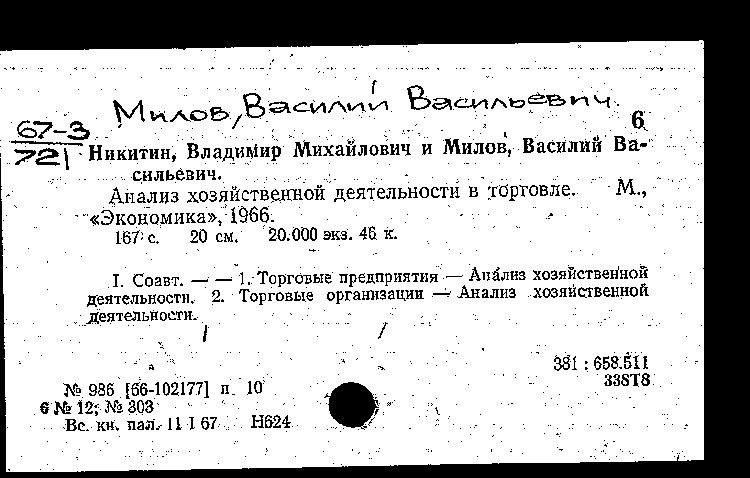 Милов, Василий Васильевич.
6
67-3
721
Никитин, Владимир Михайлович и Милов, Василий Ва-
сильевич.
Анализ хозяйственной деятельности в торговле. М.,
«Экономика», 1966.
167 с. 20 см. 20.000 экз. 46 к.
I. Соавт. — — 1. Торговые предприятия — Анализ хозяйственной
деятельности. 2. Торговые организации — Анализ хозяйственной
деятельности.
381 : 658.511
338Т8
№ 986 [66-102177] п 10
6 № 12; № 303
Вс. кн. пал. 11 I 67 Н624